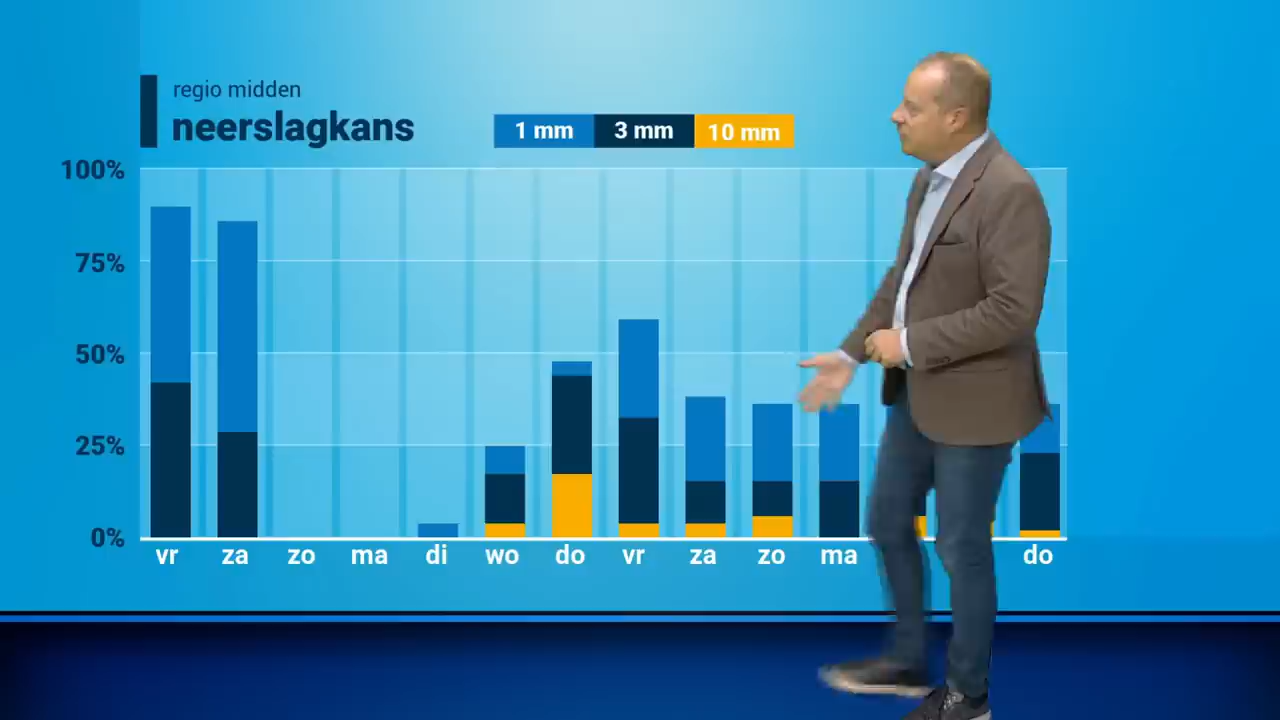 regio midden
neerslagkans
1 mm 3 mm 10 mm
100%
75%
50%
25%
0%
vr za zo ma di wo do vr za zo ma do